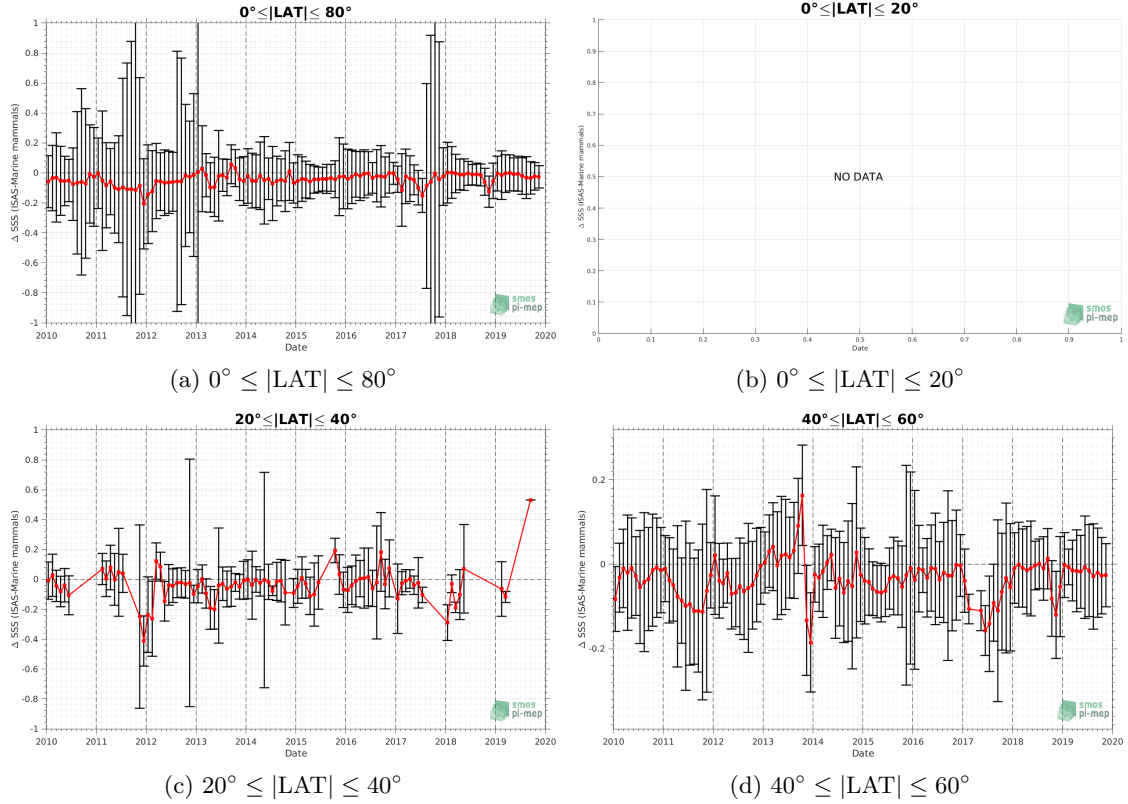 0°≤|LAT|≤ 80°
Δ SSS (ISAS-Marine mammals)
1
0.8
0.6
0.4
0.2
0
-0.2
-0.4
-0.6
-0.8
-1
2010 2011 2012 2013 2014 2015 2016 2017 2018 2019 2020
Date
smos
pi-mep
(a) 0° ≤ |LAT| ≤ 80°
0°≤|LAT|≤ 20°
Δ SSS (ISAS-Marine mammals)
1
0.9
0.8
0.7
0.6
0.5
0.4
0.3
0.2
0.1
0
NO DATA
0 0.1 0.2 0.3 0.4 0.5 0.6 0.7 0.8 0.9 1
Date
smos
pi-mep
(b) 0° ≤ |LAT| ≤ 20°
20°≤|LAT|≤ 40°
Δ SSS (ISAS-Marine mammals)
1
0.8
0.6
0.4
0.2
0
-0.2
-0.4
-0.6
-0.8
-1
2010 2011 2012 2013 2014 2015 2016 2017 2018 2019 2020
Date
smos
pi-mep
(c) 20° ≤ |LAT| ≤ 40°
40°≤|LAT|≤ 60°
Δ SSS (ISAS-Marine mammals)
0.2
0
-0.2
2010 2011 2012 2013 2014 2015 2016 2017 2018 2019 2020
Date
smos
pi-mep
(d) 40° ≤ |LAT| ≤ 60°